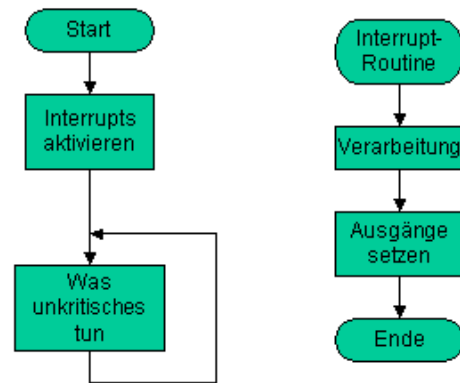 Start
Interrupts
aktivieren
Was
unkritisches
tun
Interrupt-
Routine
Verarbeitung
Ausgänge
setzen
Ende